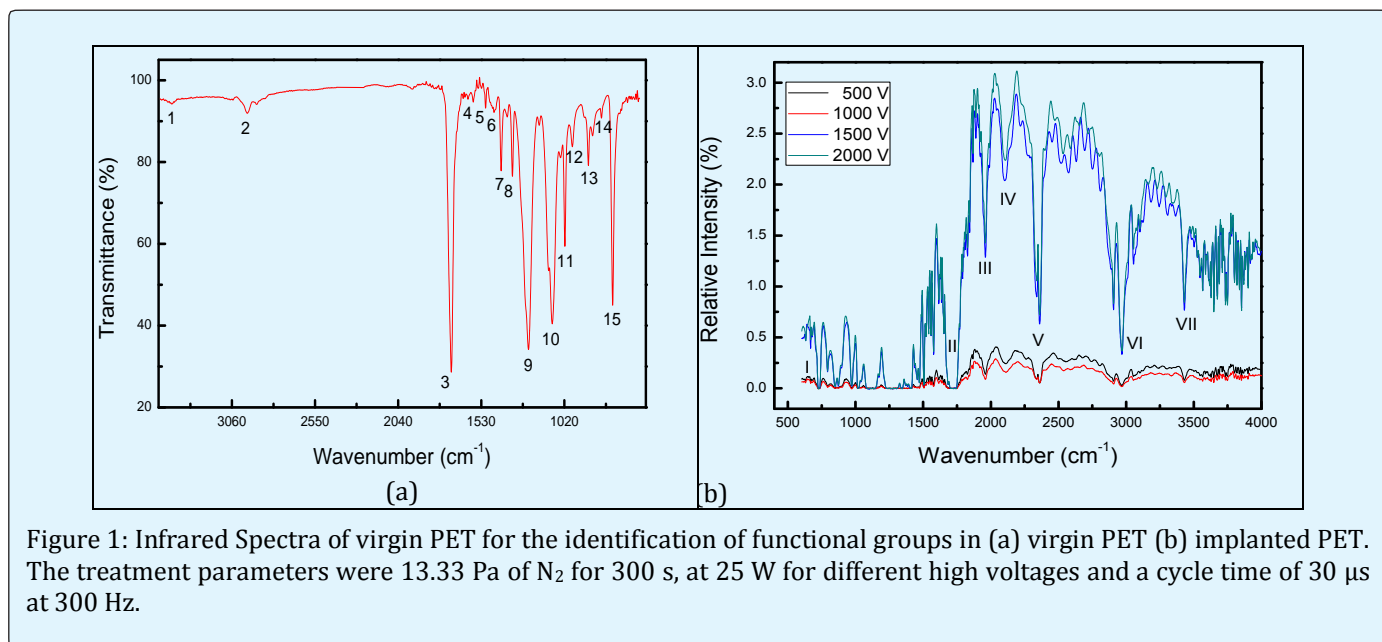 100
80
60
40
20
Transmittance (%)
1
2
3
4
5
6
7
8
9
10
11
12
13
14
15
3060 2550 2040 1530 1020
Wavenumber (cm⁻¹)
(a)
3.0
2.5
2.0
1.5
1.0
0.5
0.0
Relative Intensity (%)
500 V
1000 V
1500 V
2000 V
I
II
III
IV
V
VI
VII
500 1000 1500 2000 2500 3000 3500 4000
Wavenumber (cm⁻¹)
(b)
Figure 1: Infrared Spectra of virgin PET for the identification of functional groups in (a) virgin PET (b) implanted PET.
The treatment parameters were 13.33 Pa of N₂ for 300 s, at 25 W for different high voltages and a cycle time of 30 μs
at 300 Hz.